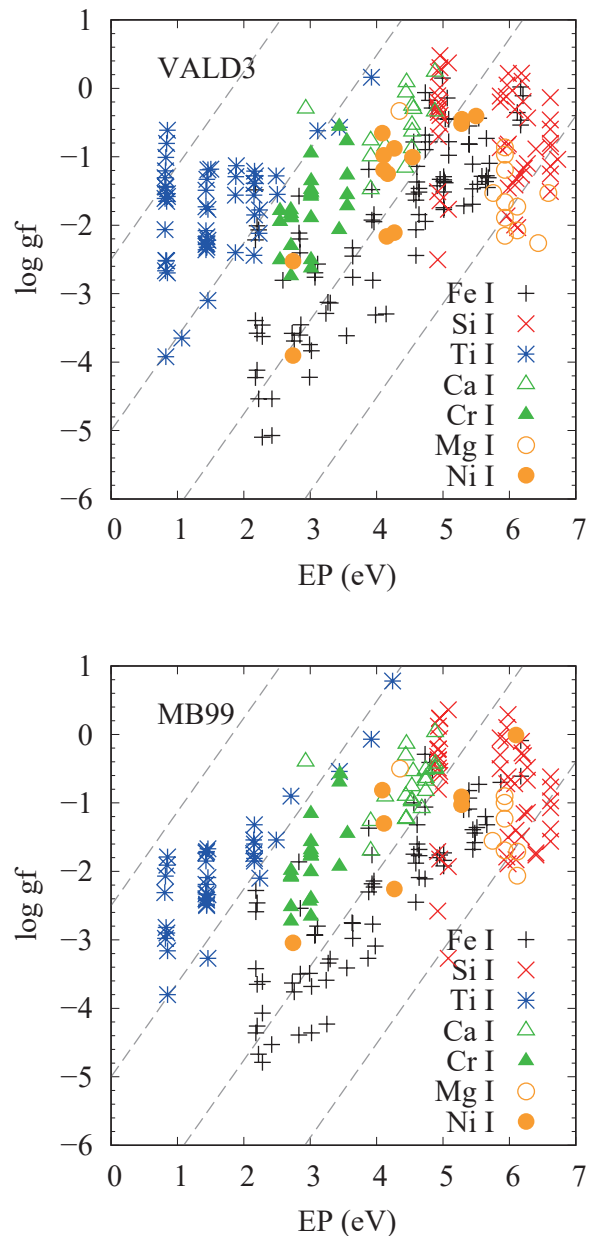 1
0
−1
−2
−3
−4
−5
−6
log gf
VALD3
Fe I
Si I
Ti I
Ca I
Cr I
Mg I
Ni I
0 1 2 3 4 5 6 7
EP (eV)
1
0
−1
−2
−3
−4
−5
−6
log gf
MB99
Fe I
Si I
Ti I
Ca I
Cr I
Mg I
Ni I
0 1 2 3 4 5 6 7
EP (eV)